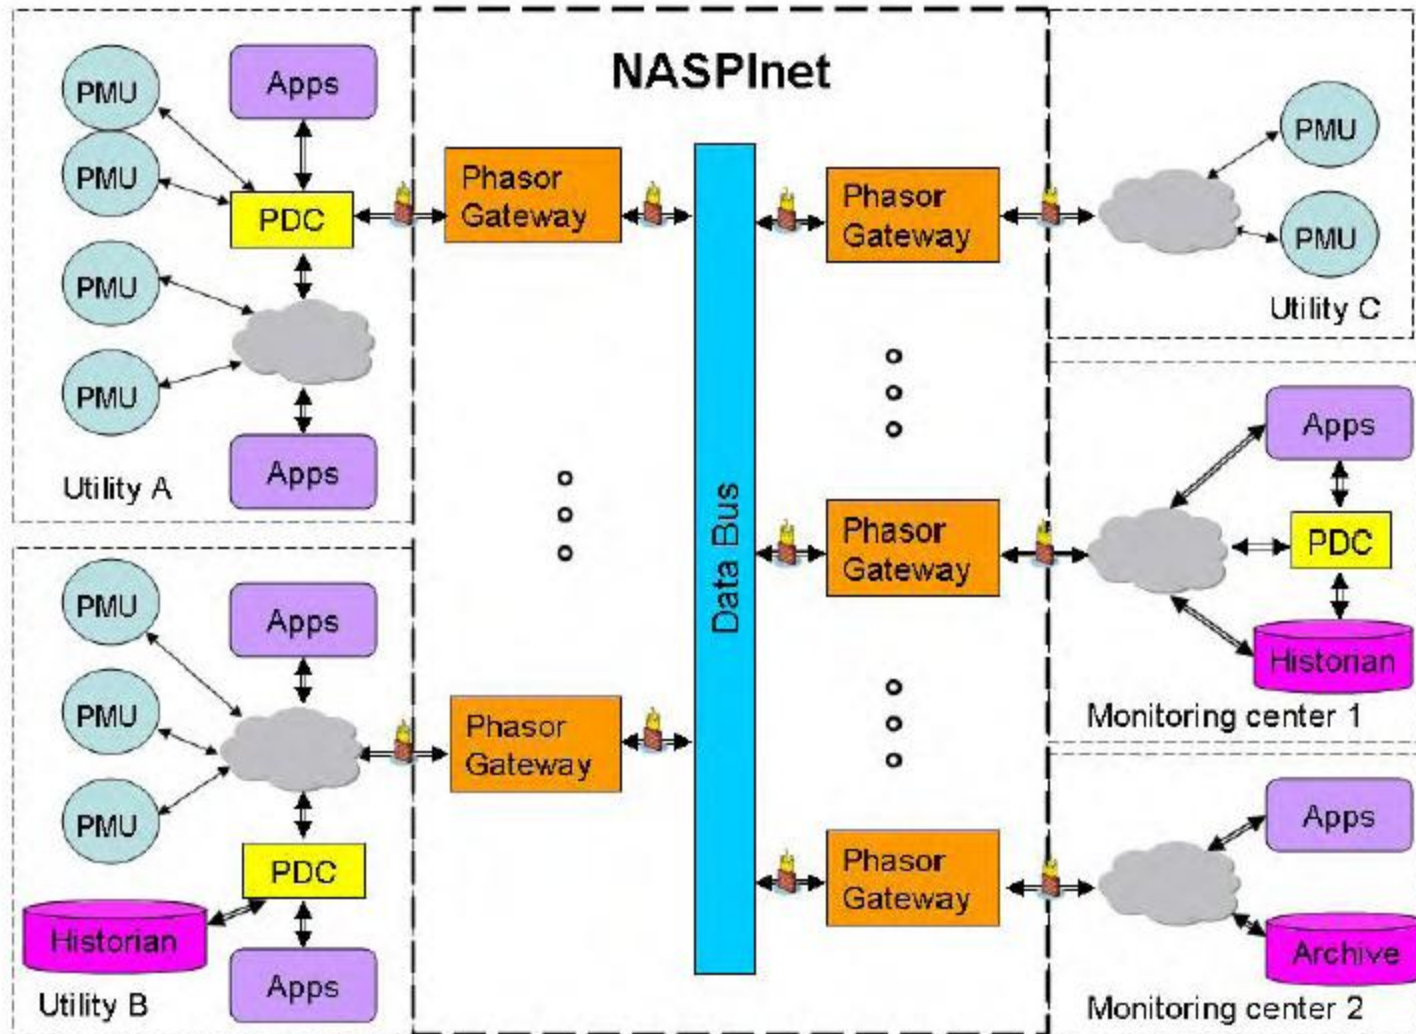 NASPInet
PMU
PMU
PMU
PMU
Apps
PDC
Apps
Utility A
PMU
PMU
PMU
Apps
PDC
Historian
Apps
Utility B
Phasor
Gateway
Phasor
Gateway
Data Bus
Phasor
Gateway
Phasor
Gateway
Phasor
Gateway
PMU
PMU
Utility C
Apps
PDC
Historian
Monitoring center 1
Apps
Archive
Monitoring center 2